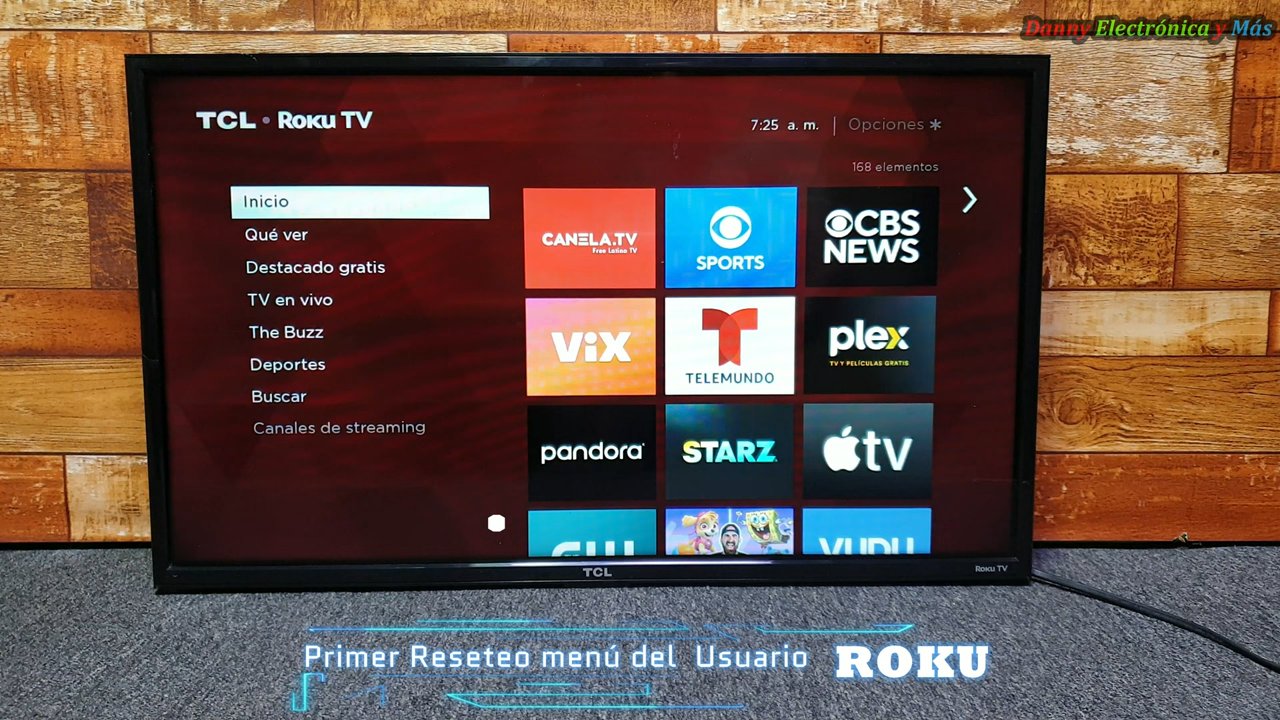 Danny Electrónica y Más
TCL • Roku TV
7:25 a. m. | Opciones *
168 elementos
Inicio
Qué ver
Destacado gratis
TV en vivo
The Buzz
Deportes
Buscar
Canales de streaming
CANELA.TV
Free Latino TV
SPORTS
CBS
NEWS
ViX
TELEMUNDO
plex
TV Y PELÍCULAS GRATIS
pandora
STARZ
tv
CW
VUDU
TCL
Roku TV
Primer Reseteo menú del Usuario ROKU